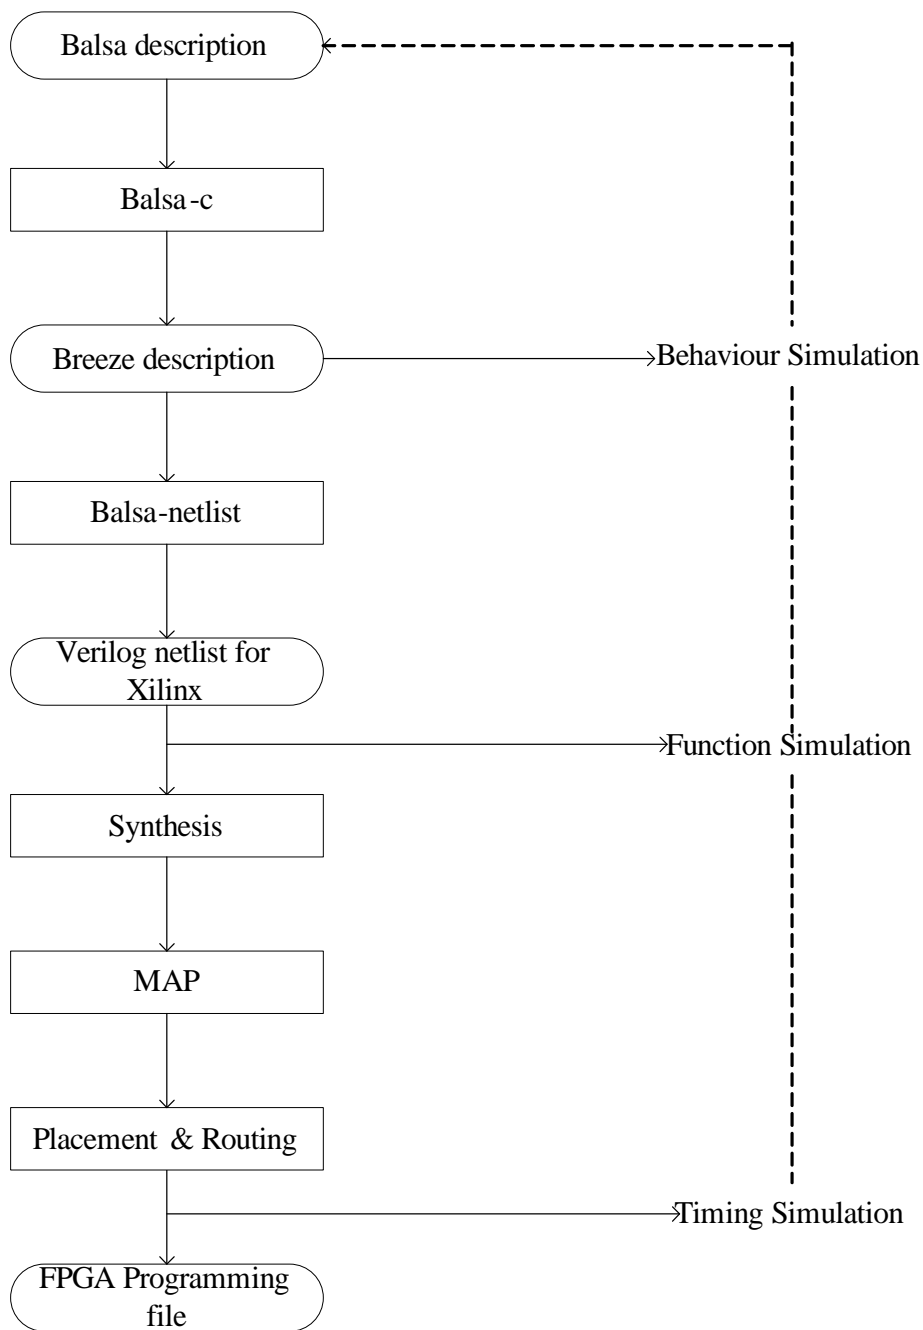 Balsa description
Balsa-c
Breeze description
Behaviour Simulation
Balsa-netlist
Verilog netlist for
Xilinx
Function Simulation
Synthesis
MAP
Placement & Routing
Timing Simulation
FPGA Programming
file